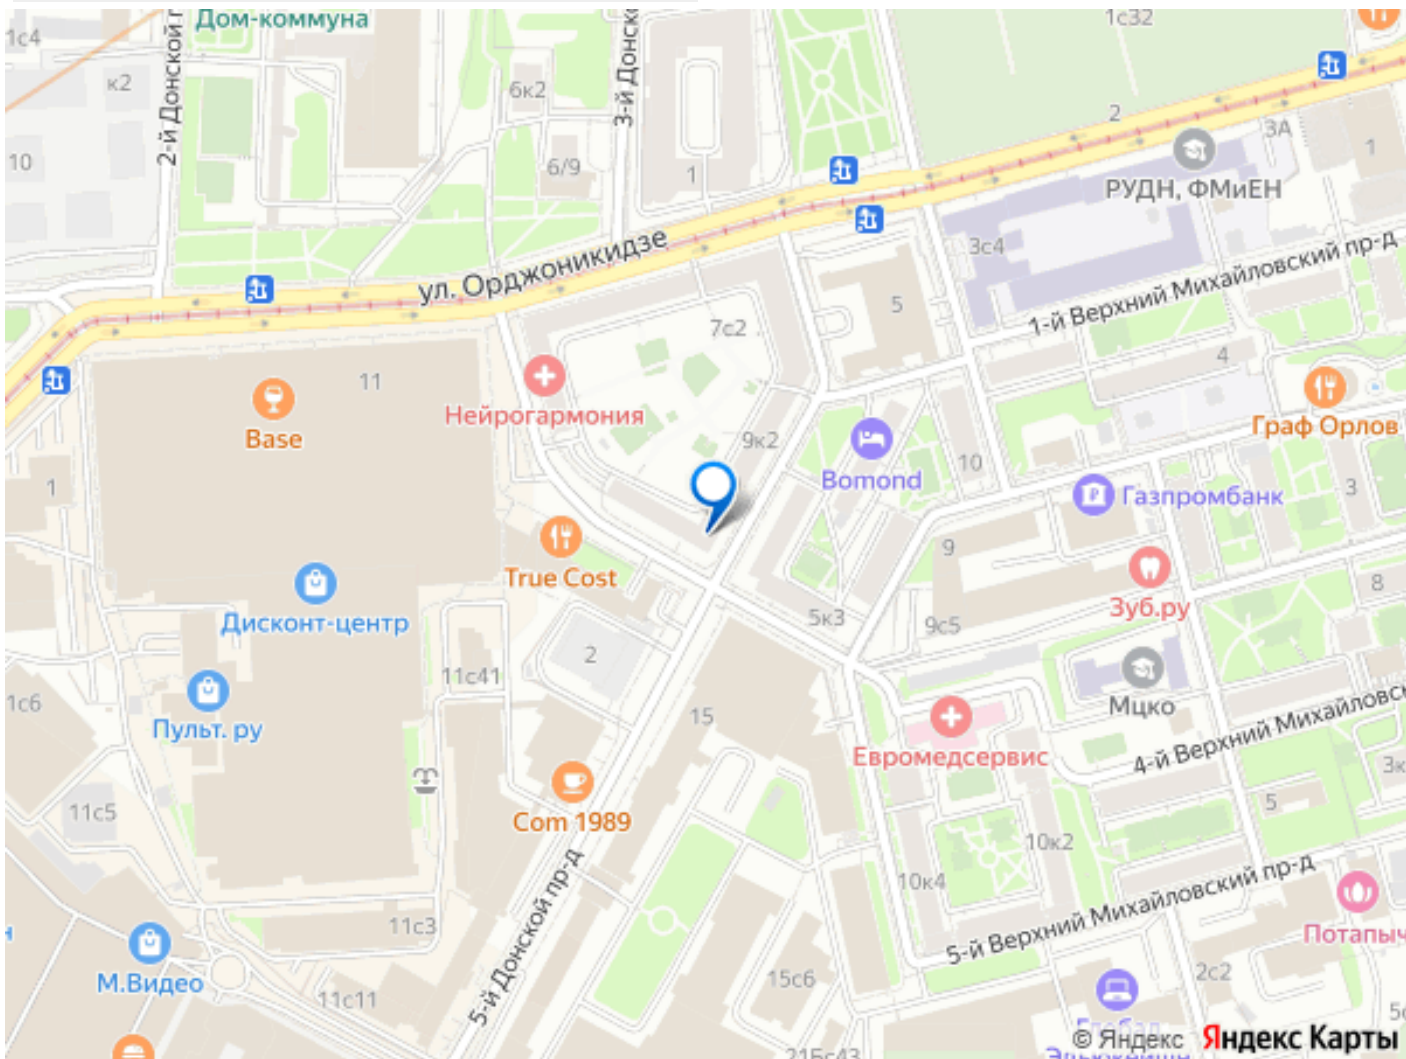 Дом-коммуна
1с32
1с4
к2
2-й Донской п
6к2
3-й Донск
2
3А
10
6/9
1
1
РУДН, ФМиЕН
3с4
ул. Орджоникидзе
1-й Верхний Михайловский пр-д
5
7с2
4
11
Нейрогармония
Base
9к2
Граф Орлов
Bomond
10
1
Газпромбанк
3
9
True Cost
8
Дисконт-центр
5к3
9с5
Зуб.ру
2
11с41
1с6
Мцко
Пульт. ру
15
Евромедсервис
4-й Верхний Михайловск
3к
11с5
Com 1989
5
10к2
10к4
5-й Донской пр-д
5-й Верхний Михайловский пр-д
11с3
Потапыч
М.Видео
2с2
15с6
11с11
© Яндекс Яндекс Карты
21Бс43